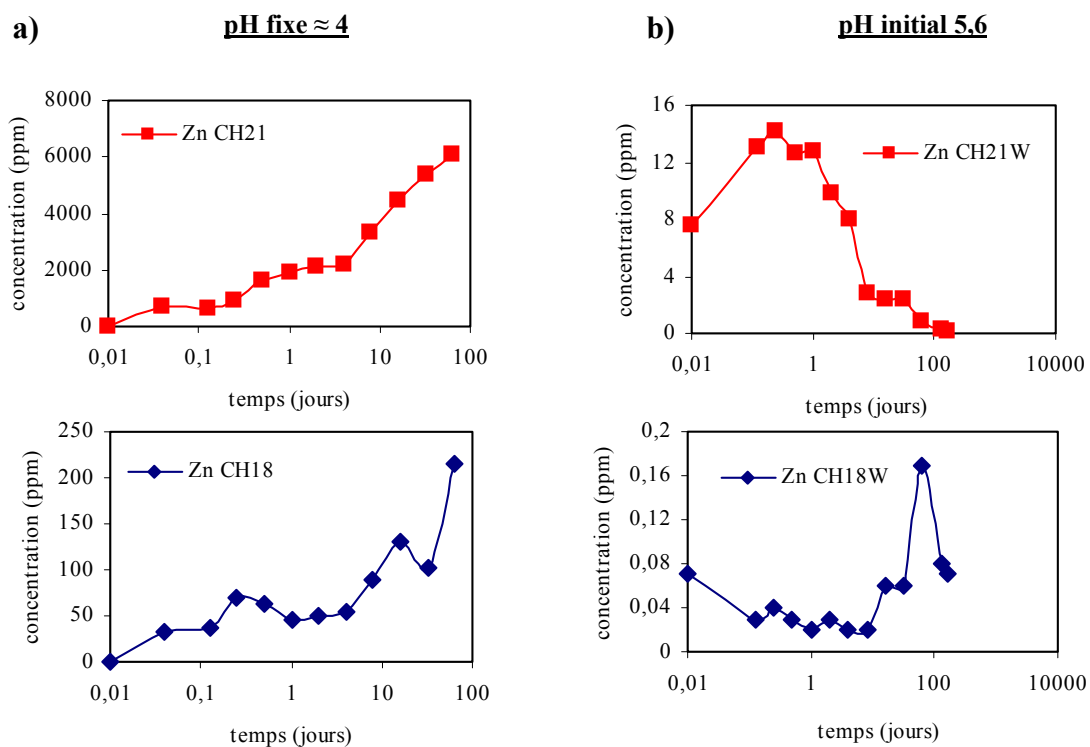 a)
pH fixe ≈ 4
b)
pH initial 5,6
8000
6000
4000
2000
0
concentration (ppm)
Zn CH21
0,01 0,1 1 10 100
temps (jours)
16
12
8
4
0
concentration (ppm)
Zn CH21W
0,01 1 100 10000
temps (jours)
250
200
150
100
50
0
concentration (ppm)
Zn CH18
0,01 0,1 1 10 100
temps (jours)
0,2
0,16
0,12
0,08
0,04
0
concentration (ppm)
Zn CH18W
0,01 1 100 10000
temps (jours)